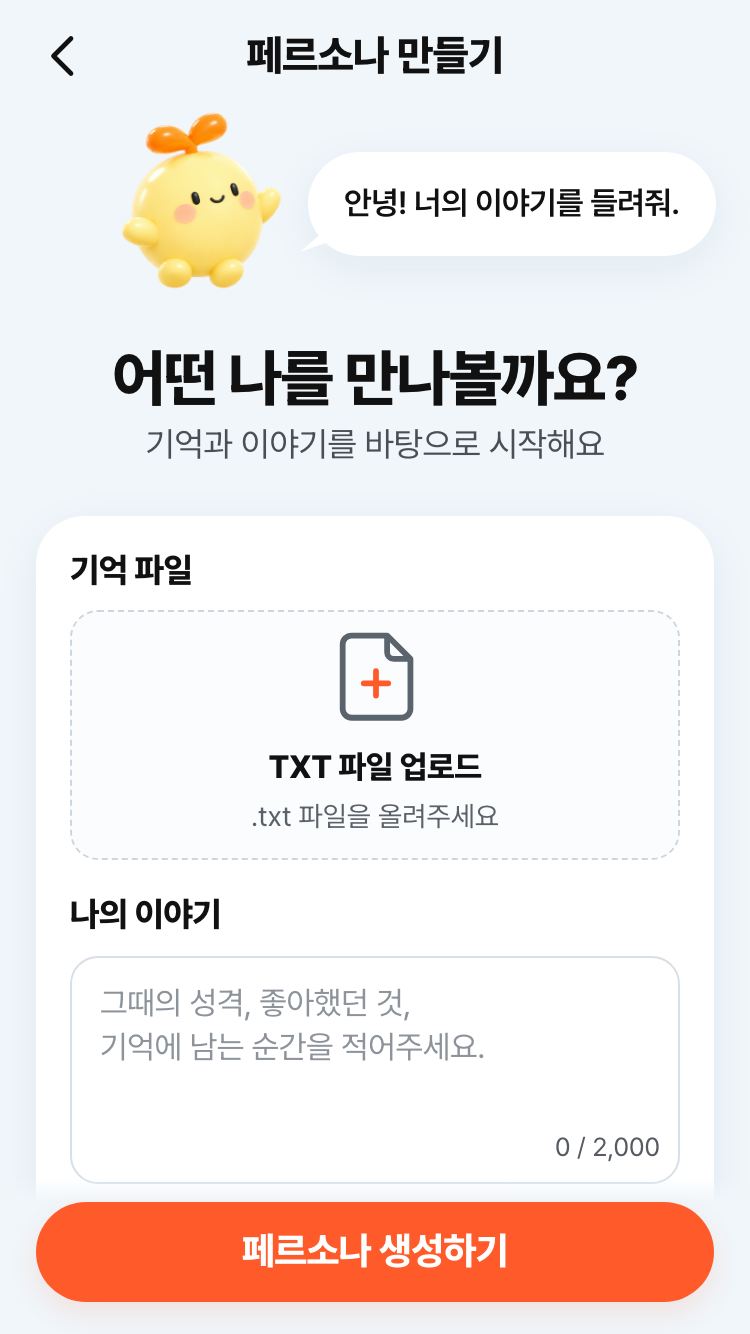 페르소나 만들기
안녕! 너의 이야기를 들려줘.
어떤 나를 만나볼까요?
기억과 이야기를 바탕으로 시작해요
기억 파일
TXT 파일 업로드
.txt 파일을 올려주세요
나의 이야기
그때의 성격, 좋아했던 것,
기억에 남는 순간을 적어주세요.
0 / 2,000
페르소나 생성하기